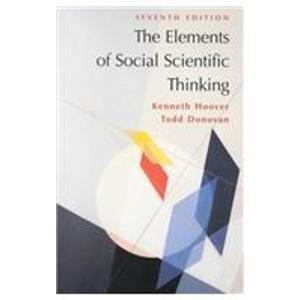 SEVENTH EDITION
The Elements
of Social Scientific
Thinking
Kenneth Hoover
Todd Donovan